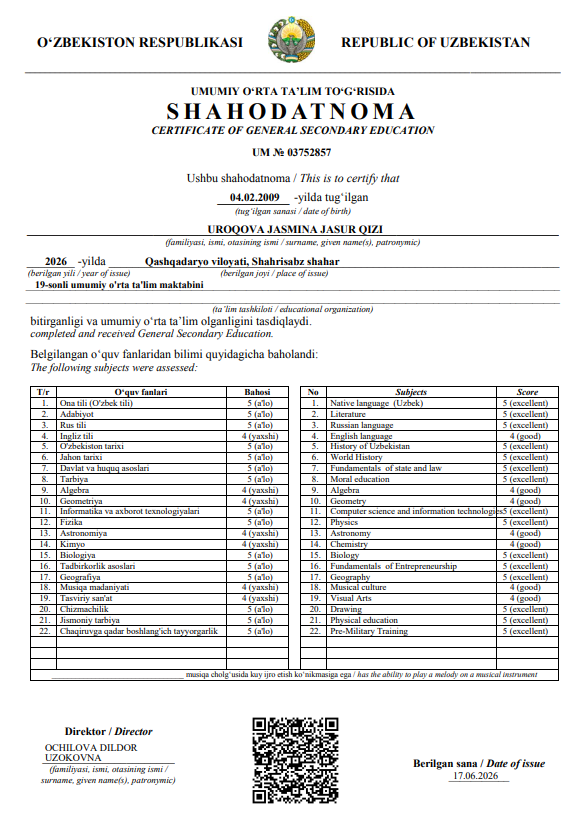 O‘ZBEKISTON RESPUBLIKASI REPUBLIC OF UZBEKISTAN
UMUMIY O‘RTA TA’LIM TO‘G‘RISIDA
SHAHODATNOMA
CERTIFICATE OF GENERAL SECONDARY EDUCATION
UM № 03752857
Ushbu shahodatnoma / This is to certify that
04.02.2009 -yilda tug‘ilgan
(tug‘ilgan sanasi / date of birth)
UROQOVA JASMINA JASUR QIZI
(familiyasi, ismi, otasining ismi / surname, given name(s), patronymic)
2026 -yilda Qashqadaryo viloyati, Shahrisabz shahar
(berilgan yili / year of issue) (berilgan joyi / place of issue)
19-sonli umumiy o'rta ta'lim maktabini
(ta’lim tashkiloti / educational organization)
bitirganligi va umumiy o‘rta ta’lim olganligini tasdiqlaydi.
completed and received General Secondary Education.
Belgilangan o‘quv fanlaridan bilimi quyidagicha baholandi:
The following subjects were assessed:
T/r O‘quv fanlari Bahosi No Subjects Score
1. Ona tili (O'zbek tili) 5 (a'lo) 1. Native language (Uzbek) 5 (excellent)
2. Adabiyot 5 (a'lo) 2. Literature 5 (excellent)
3. Rus tili 5 (a'lo) 3. Russian language 5 (excellent)
4. Ingliz tili 4 (yaxshi) 4. English language 4 (good)
5. O'zbekiston tarixi 5 (a'lo) 5. History of Uzbekistan 5 (excellent)
6. Jahon tarixi 5 (a'lo) 6. World History 5 (excellent)
7. Davlat va huquq asoslari 5 (a'lo) 7. Fundamentals of state and law 5 (excellent)
8. Tarbiya 5 (a'lo) 8. Moral education 5 (excellent)
9. Algebra 4 (yaxshi) 9. Algebra 4 (good)
10. Geometriya 4 (yaxshi) 10. Geometry 4 (good)
11. Informatika va axborot texnologiyalari 5 (a'lo) 11. Computer science and information technologies 5 (excellent)
12. Fizika 5 (a'lo) 12. Physics 5 (excellent)
13. Astronomiya 4 (yaxshi) 13. Astronomy 4 (good)
14. Kimyo 4 (yaxshi) 14. Chemistry 4 (good)
15. Biologiya 5 (a'lo) 15. Biology 5 (excellent)
16. Tadbirkorlik asoslari 5 (a'lo) 16. Fundamentals of Entrepreneurship 5 (excellent)
17. Geografiya 5 (a'lo) 17. Geography 5 (excellent)
18. Musiqa madaniyati 4 (yaxshi) 18. Musical culture 4 (good)
19. Tasviriy san'at 4 (yaxshi) 19. Visual Arts 4 (good)
20. Chizmachilik 5 (a'lo) 20. Drawing 5 (excellent)
21. Jismoniy tarbiya 5 (a'lo) 21. Physical education 5 (excellent)
22. Chaqiruvga qadar boshlang'ich tayyorgarlik 5 (a'lo) 22. Pre-Military Training 5 (excellent)
musiqa cholg‘usida kuy ijro etish ko‘nikmasiga ega / has the ability to play a melody on a musical instrument
Direktor / Director
OCHILOVA DILDOR
UZOKOVNA
(familiyasi, ismi, otasining ismi /
surname, given name(s), patronymic)
Berilgan sana / Date of issue
17.06.2026